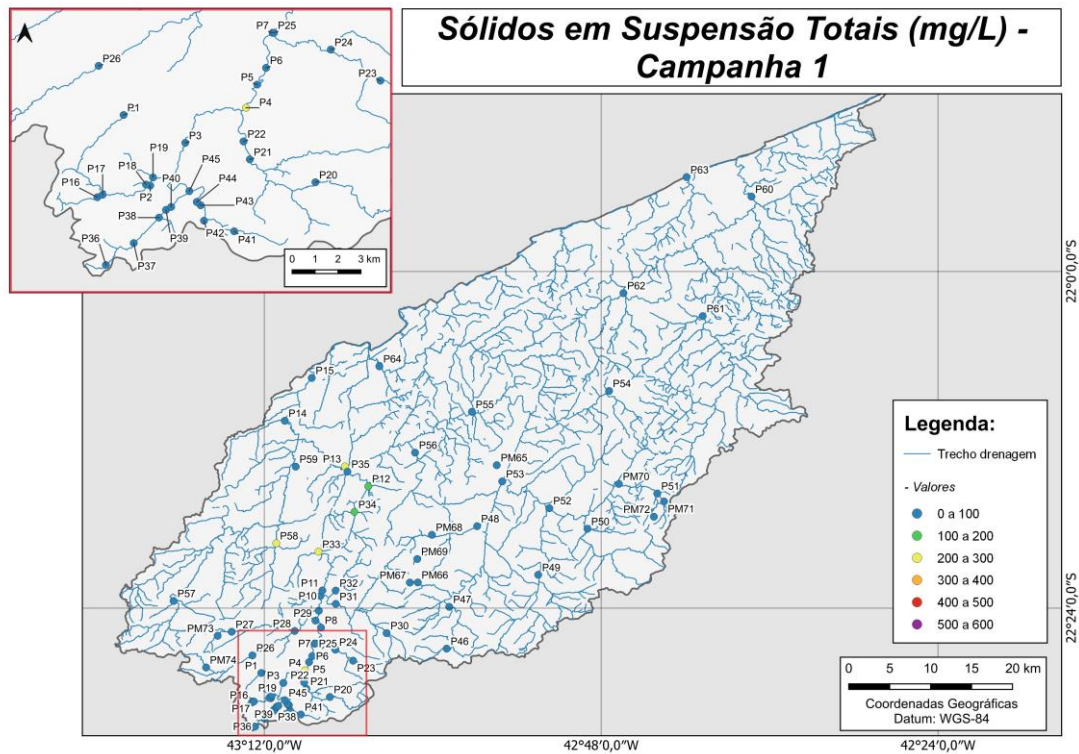 Sólidos em Suspensão Totais (mg/L) -
Campanha 1
P7 P25
P24
P26
P6
P23
P5
P4
P1
P3
P22
P19
P21
P45
P18
P17
P40
P44
P16
P20
P2
P43
P38
P42
P41
P39
P36
P37
0 1 2 3 km
P63
P60
22°0'0,0"S
P62
P61
P64
P15
P54
P55
P14
P56
P59
P13
P35
PM65
P12
P53
PM70
P51
P34
P52
PM72
PM71
P48
P50
PM68
P58
P33
PM69
P49
P11
P32
PM67
PM66
P10
P57
P31
P47
22°24'0,0"S
P29
P8
P27
P28
P30
PM73
P7
P25
P24
P46
P26
P6
PM74
P4
P5
P23
P1
P3
P22
P21
P16
P19
P45
P20
P17
P39
P38
P41
P36
Legenda:
Trecho drenagem
- Valores
0 a 100
100 a 200
200 a 300
300 a 400
400 a 500
500 a 600
0 5 10 15 20 km
Coordenadas Geográficas
Datum: WGS-84
43°12'0,0"W
42°48'0,0"W
42°24'0,0"W